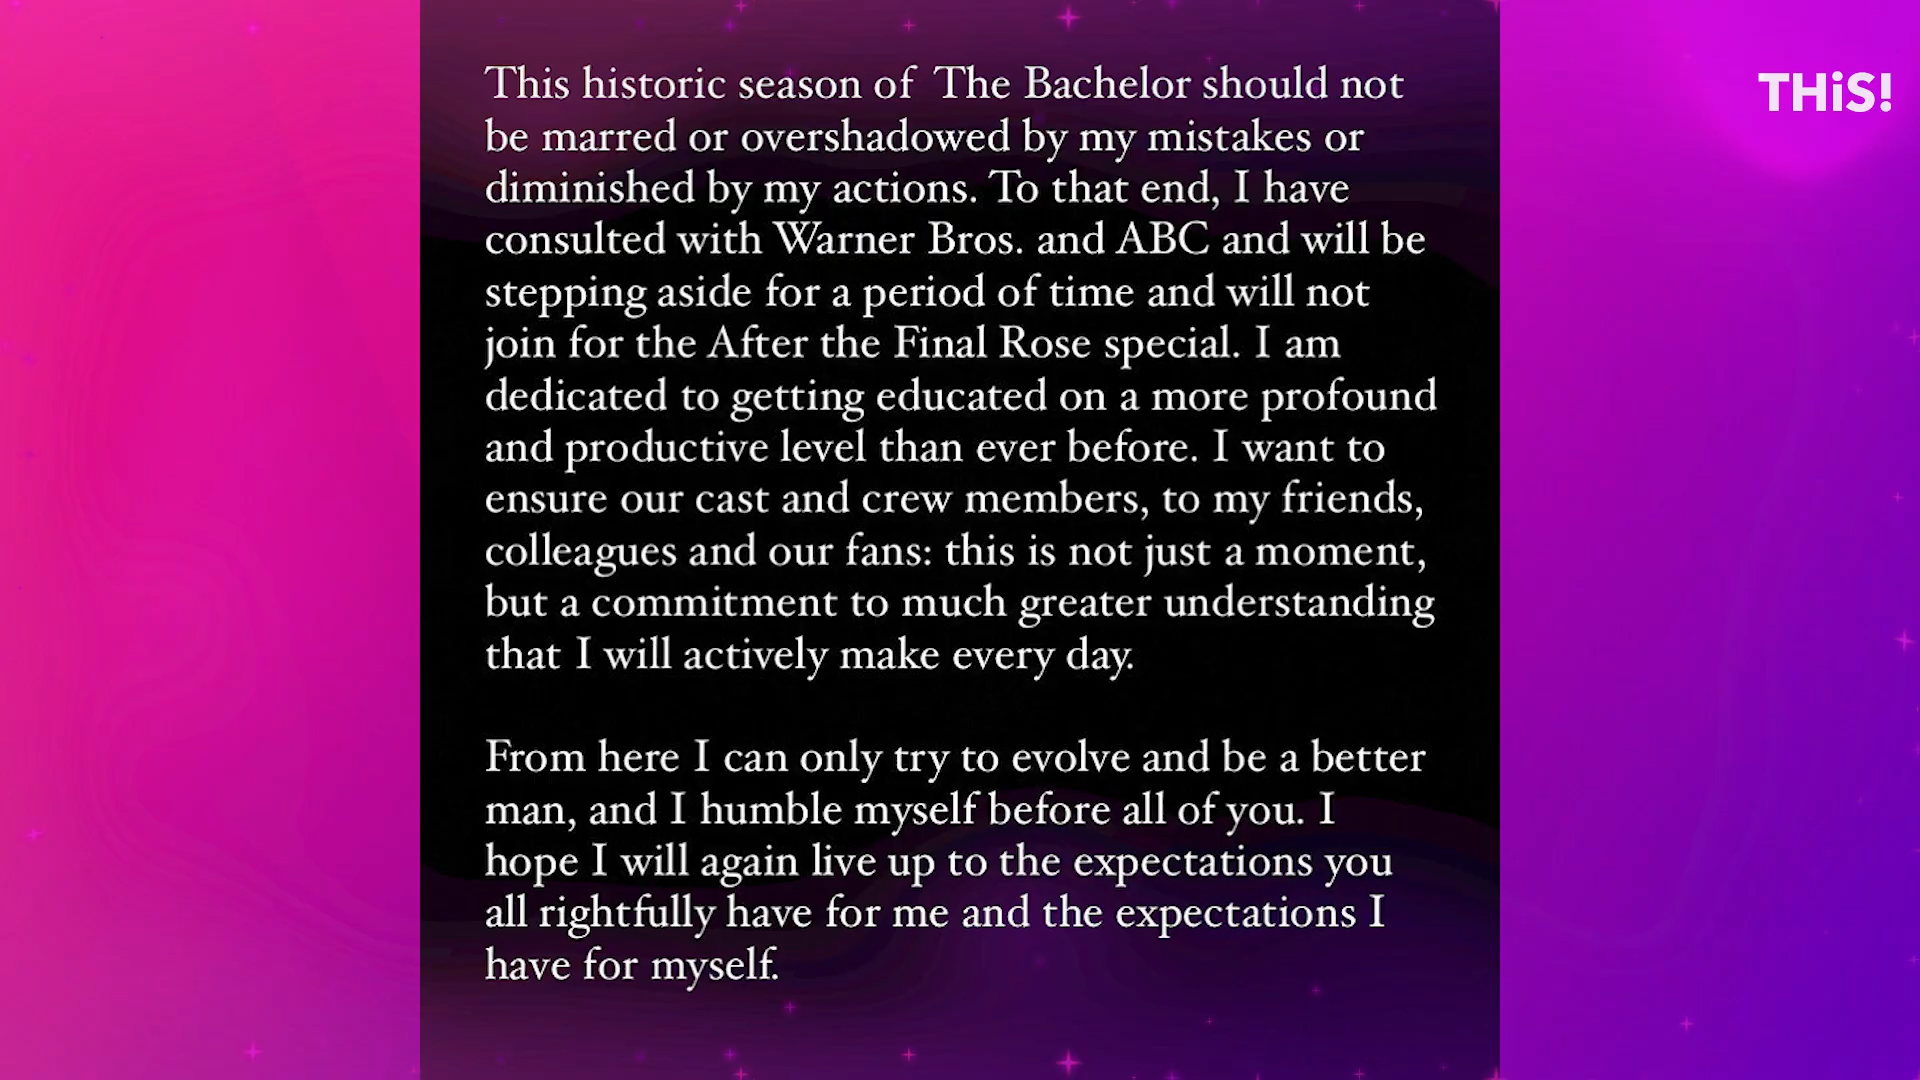 THiS!
This historic season of The Bachelor should not
be marred or overshadowed by my mistakes or
diminished by my actions. To that end, I have
consulted with Warner Bros. and ABC and will be
stepping aside for a period of time and will not
join for the After the Final Rose special. I am
dedicated to getting educated on a more profound
and productive level than ever before. I want to
ensure our cast and crew members, to my friends,
colleagues and our fans: this is not just a moment,
but a commitment to much greater understanding
that I will actively make every day.
From here I can only try to evolve and be a better
man, and I humble myself before all of you. I
hope I will again live up to the expectations you
all rightfully have for me and the expectations I
have for myself.